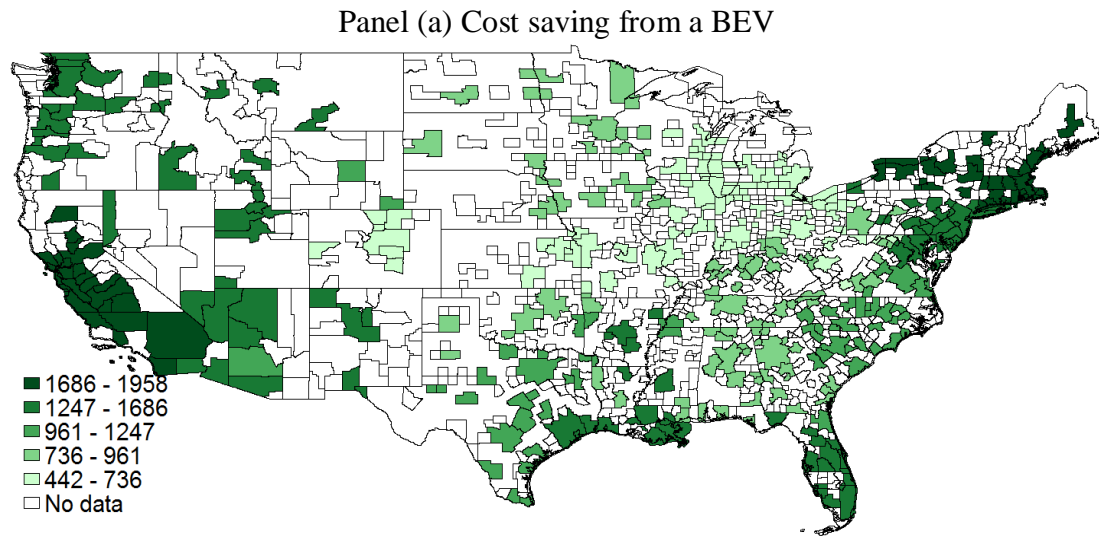 Panel (a) Cost saving from a BEV
1686 - 1958
1247 - 1686
961 - 1247
736 - 961
442 - 736
No data